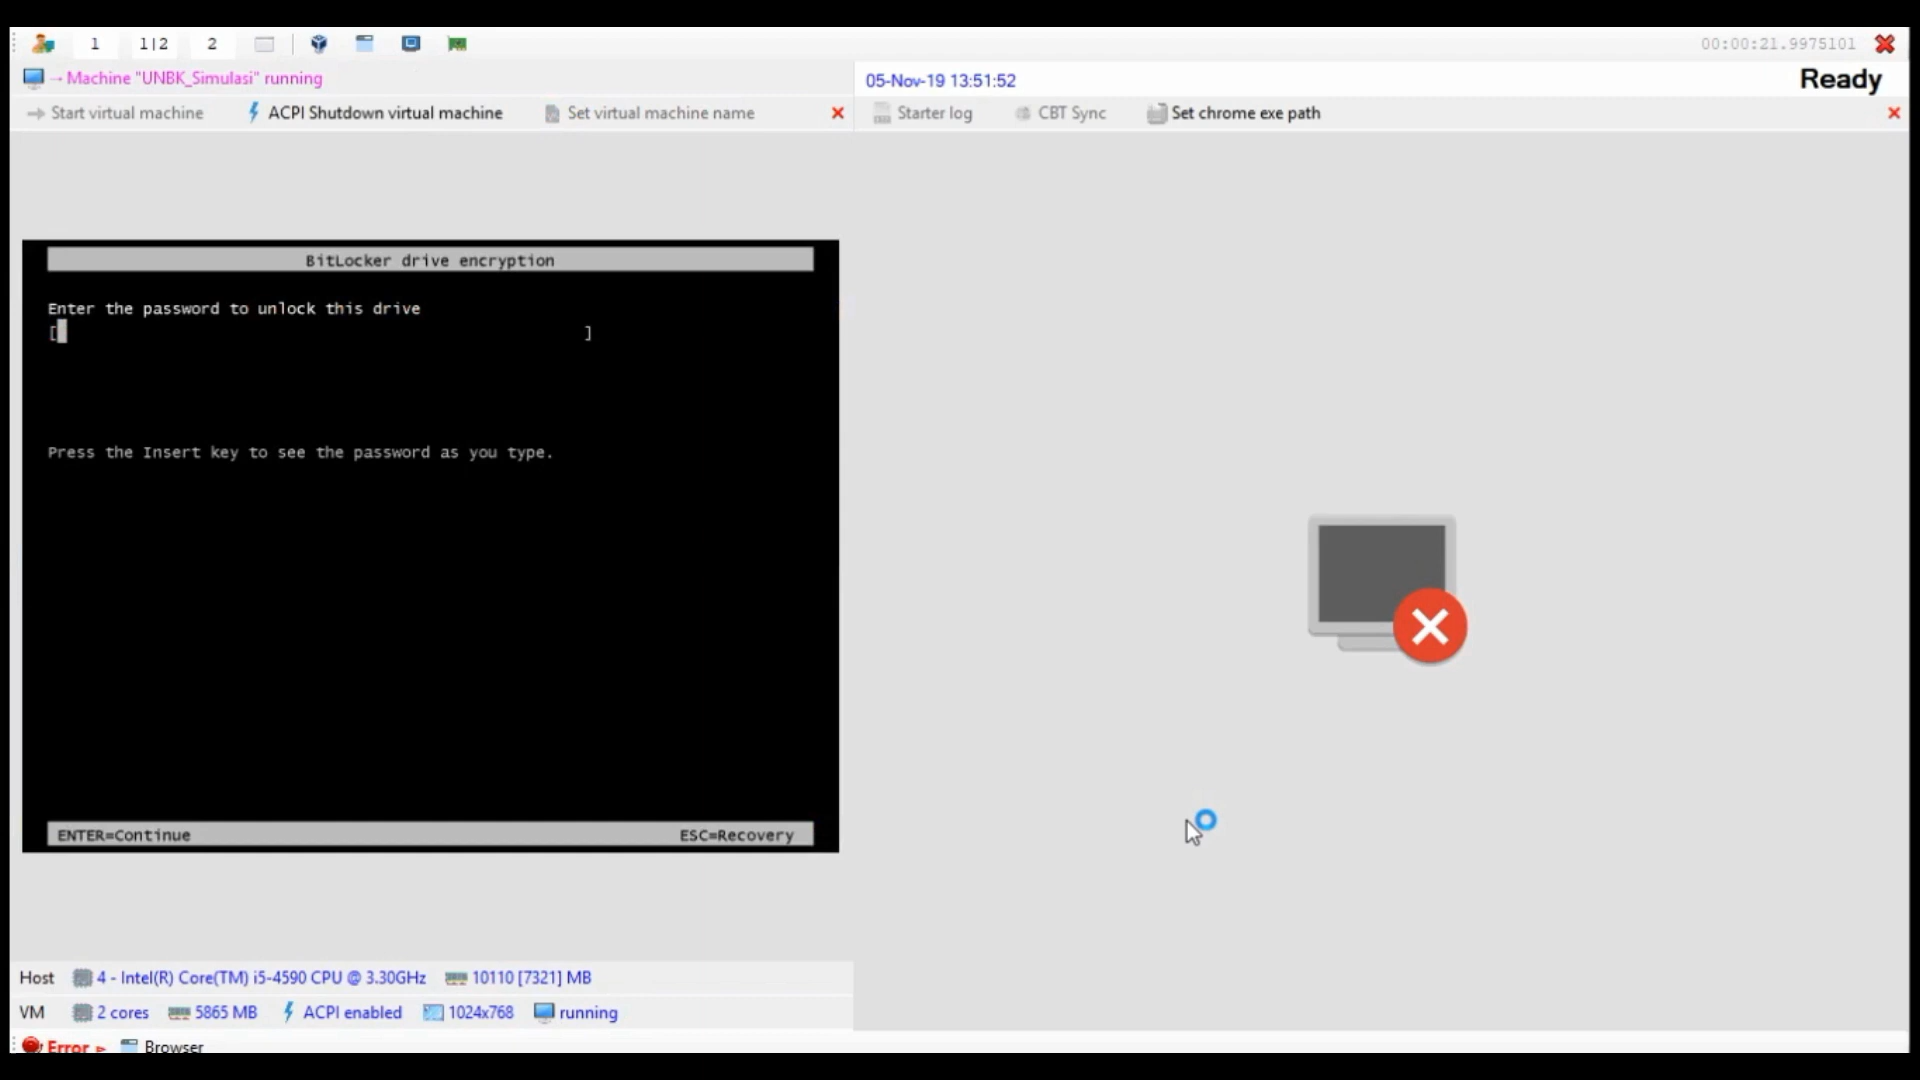 1 1|2 2 00:00:21.9975101
→ Machine "UNBK_Simulasi" running
05-Nov-19 13:51:52 Ready
Start virtual machine ACPI Shutdown virtual machine Set virtual machine name
Starter log CBT Sync Set chrome exe path
BitLocker drive encryption
Enter the password to unlock this drive
[ ]
Press the Insert key to see the password as you type.
ENTER=Continue ESC=Recovery
Host 4 - Intel(R) Core(TM) i5-4590 CPU @ 3.30GHz 10110 [7321] MB
VM 2 cores 5865 MB ACPI enabled 1024x768 running
Error Browser